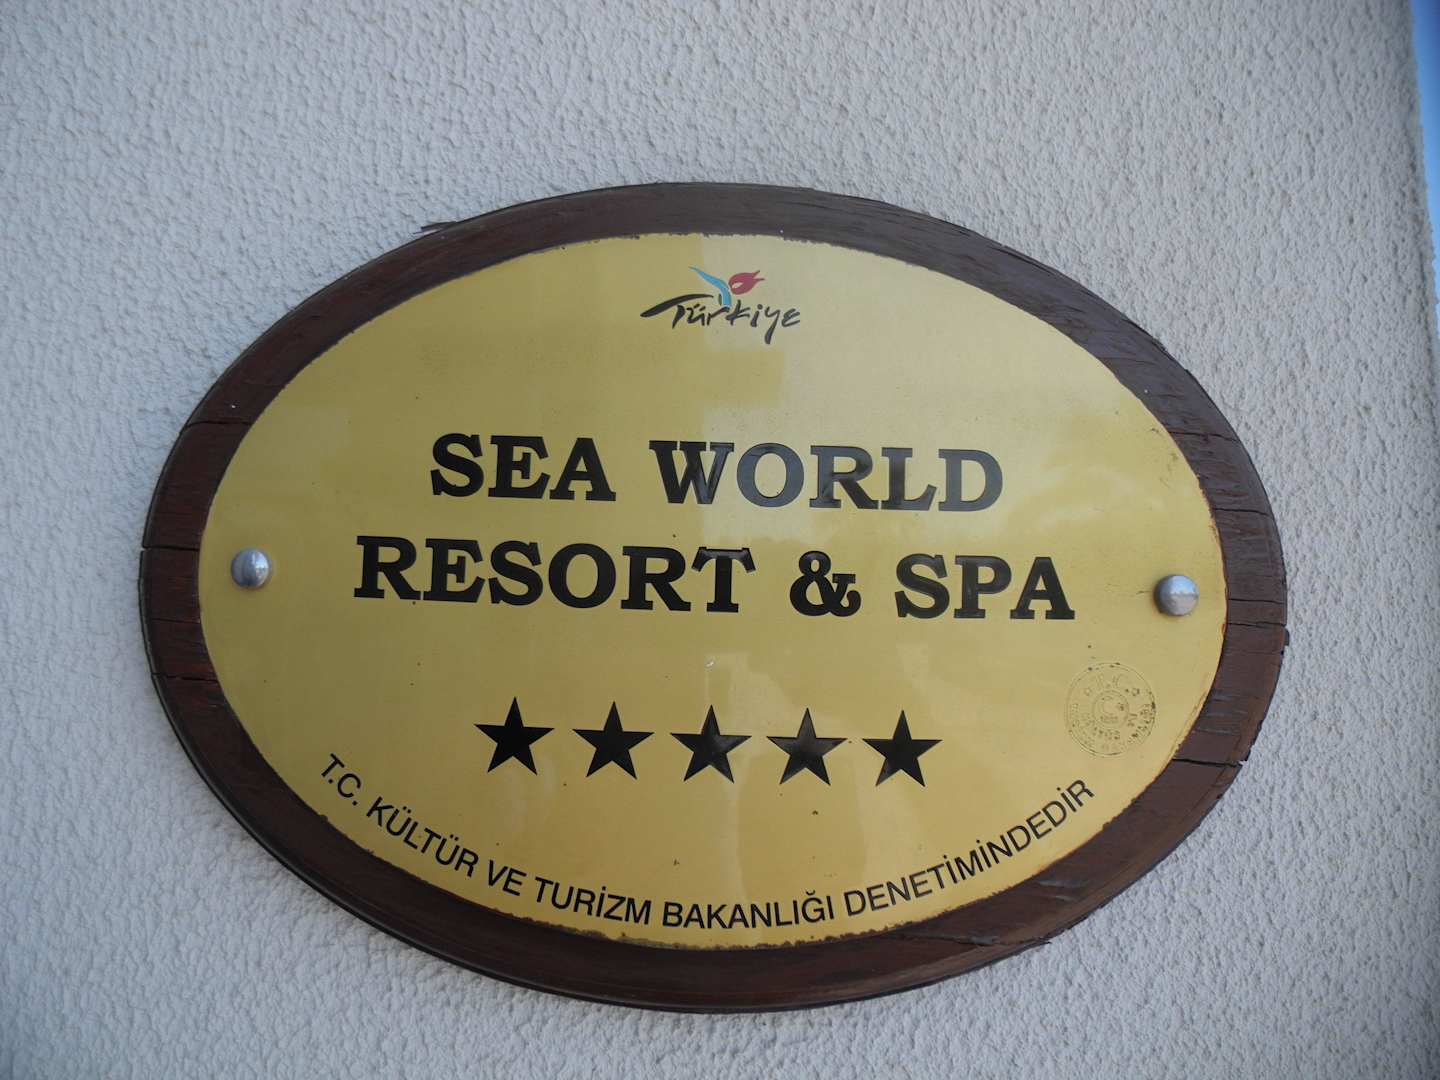 Türkiye
SEA WORLD
RESORT & SPA
T.C. KÜLTÜR VE TURİZM BAKANLIĞI DENETİMİNDEDİR